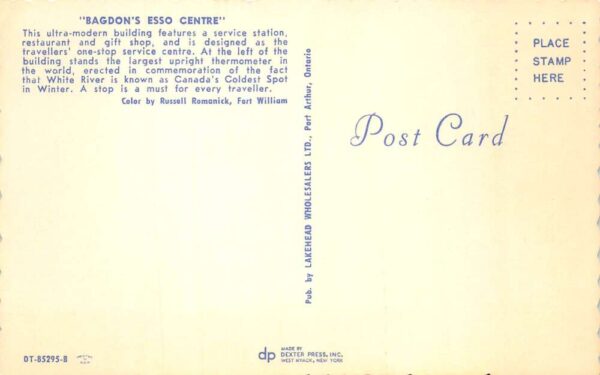 "BAGDON'S ESSO CENTRE"
This ultra-modern building features a service station,
restaurant and gift shop, and is designed as the
travellers' one-stop service centre. At the left of the
building stands the largest upright thermometer in
the world, erected in commemoration of the fact
that White River is known as Canada's Coldest Spot
in Winter. A stop is a must for every traveller.
Color by Russell Romanick, Fort William
Pub. by LAKEHEAD WHOLESALERS LTD., Port Arthur, Ontario
PLACE
STAMP
HERE
Post Card
DT-85295-B
dp
MADE BY
DEXTER PRESS, INC.
WEST NYACK, NEW YORK